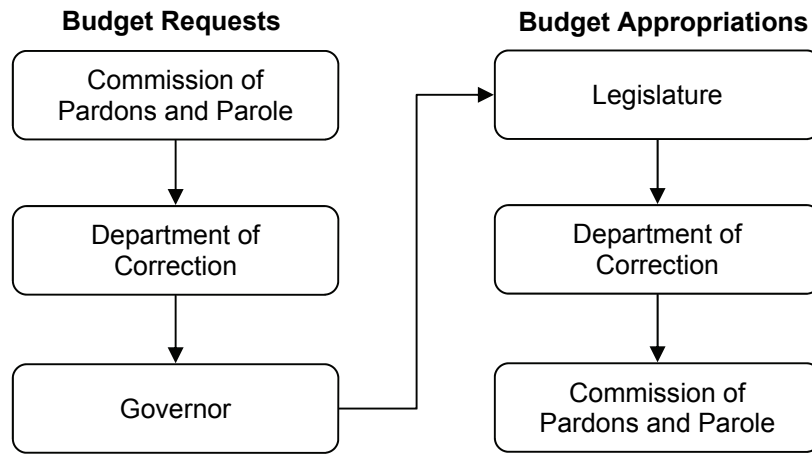 Budget Requests
Commission of
Pardons and Parole
Department of
Correction
Governor
Budget Appropriations
Legislature
Department of
Correction
Commission of
Pardons and Parole